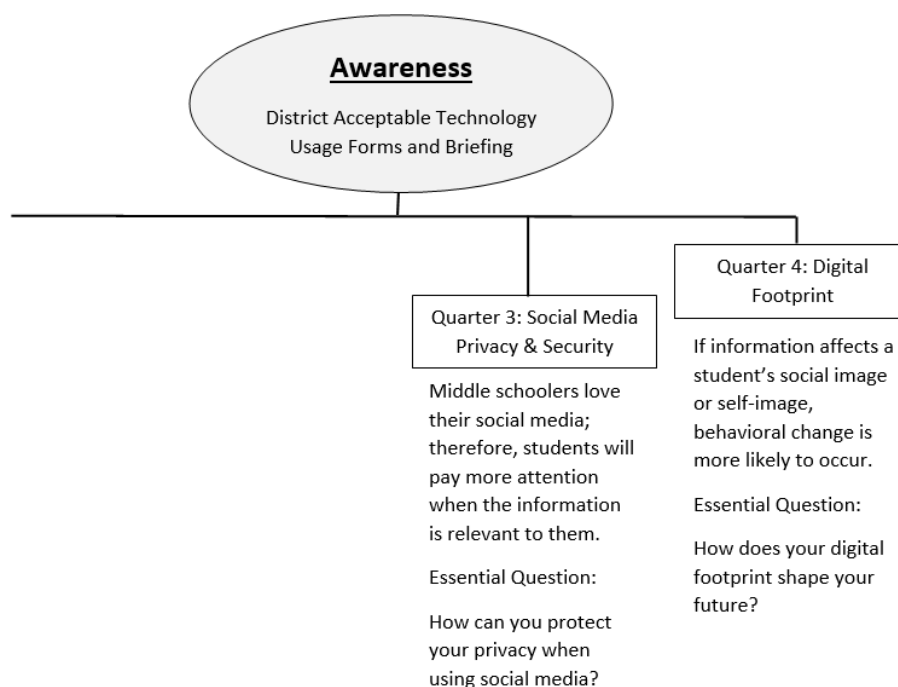 Awareness
District Acceptable Technology
Usage Forms and Briefing
Quarter 3: Social Media
Privacy & Security
Middle schoolers love
their social media;
therefore, students will
pay more attention
when the information
is relevant to them.
Essential Question:
How can you protect
your privacy when
using social media?
Quarter 4: Digital
Footprint
If information affects a
student’s social image
or self-image,
behavioral change is
more likely to occur.
Essential Question:
How does your digital
footprint shape your
future?